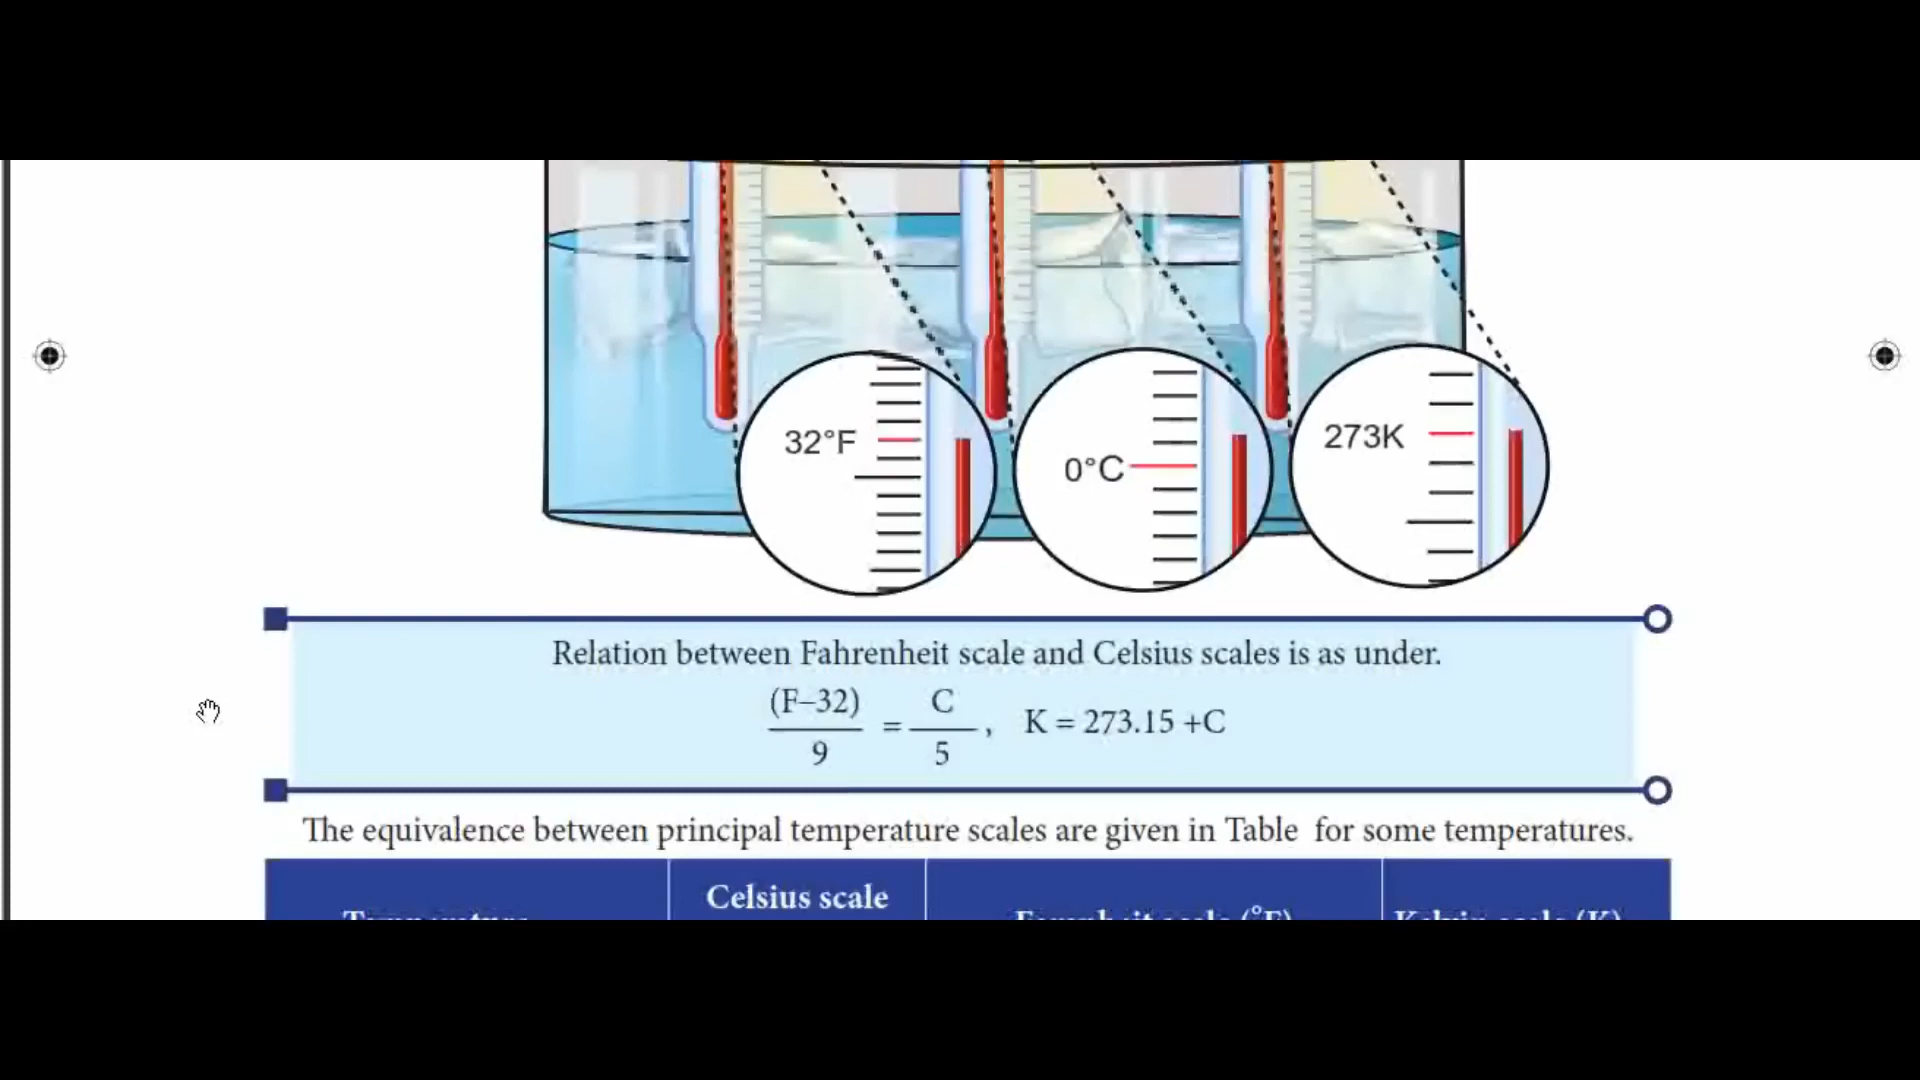 32°F
0°C
273K
Relation between Fahrenheit scale and Celsius scales is as under.
(F–32)/9 = C/5 , K = 273.15 +C
The equivalence between principal temperature scales are given in Table for some temperatures.
Celsius scale